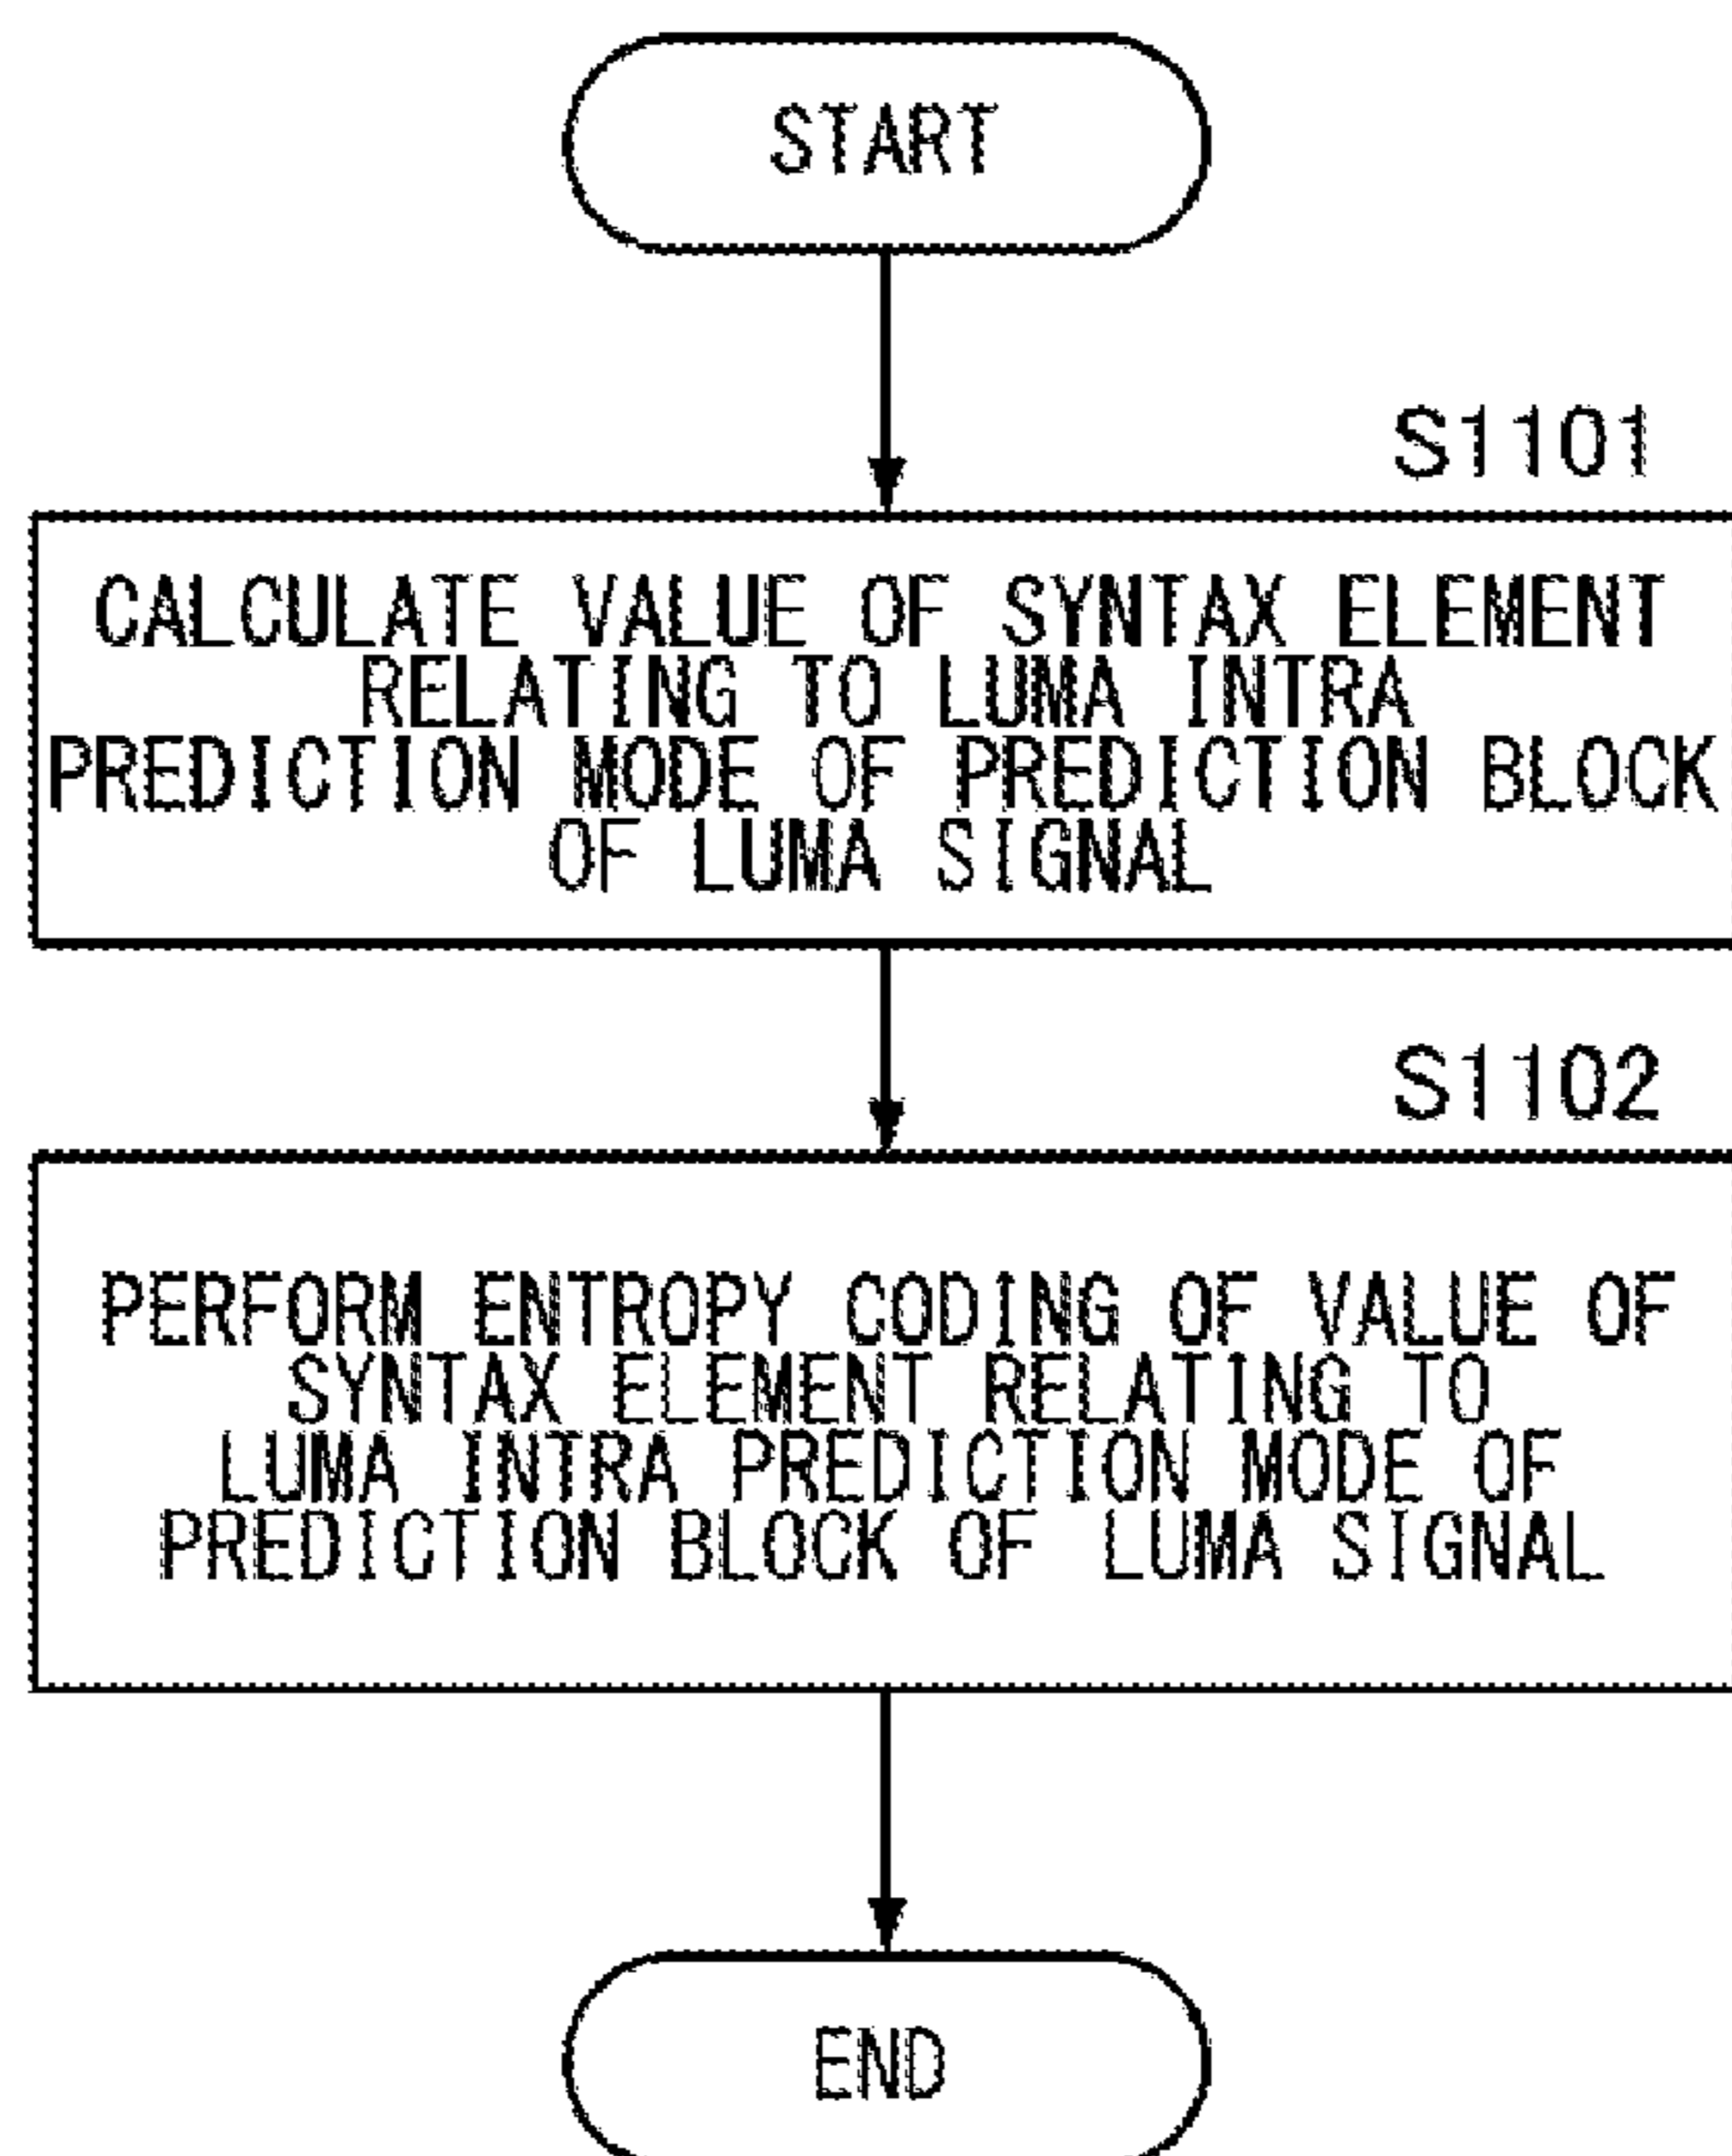 START
S1101
CALCULATE VALUE OF SYNTAX ELEMENT
RELATING TO LUMA INTRA
PREDICTION MODE OF PREDICTION BLOCK
OF LUMA SIGNAL
S1102
PERFORM ENTROPY CODING OF VALUE OF
SYNTAX ELEMENT RELATING TO
LUMA INTRA PREDICTION MODE OF
PREDICTION BLOCK OF LUMA SIGNAL
END